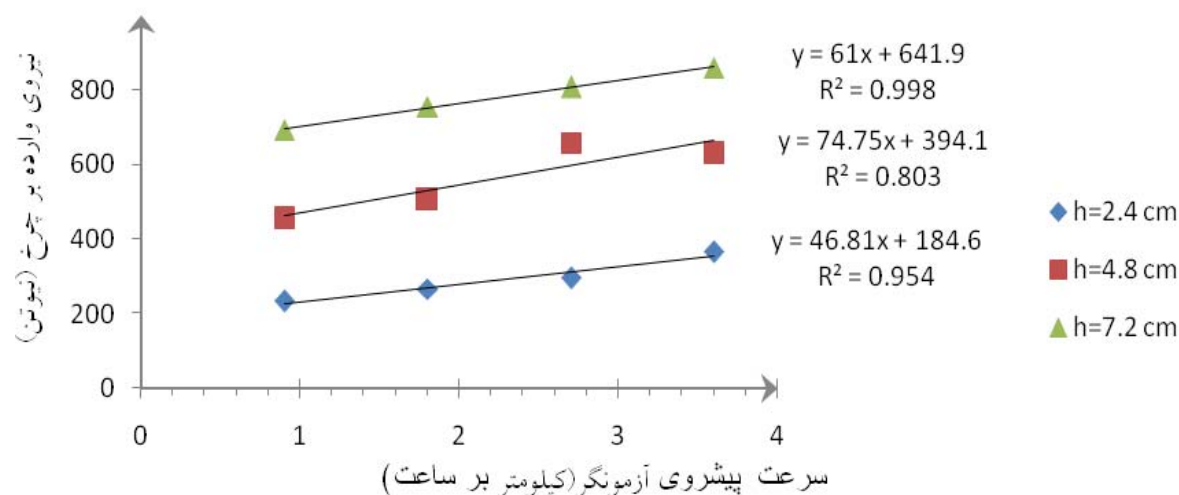 نیروی وارده بر چرخ (نیوتن)
800
600
400
200
0
0 1 2 3 4
سرعت پیشروی آزمونگر(کیلومتر بر ساعت)
y = 61x + 641.9
R² = 0.998
y = 74.75x + 394.1
R² = 0.803
y = 46.81x + 184.6
R² = 0.954
h=2.4 cm
h=4.8 cm
h=7.2 cm